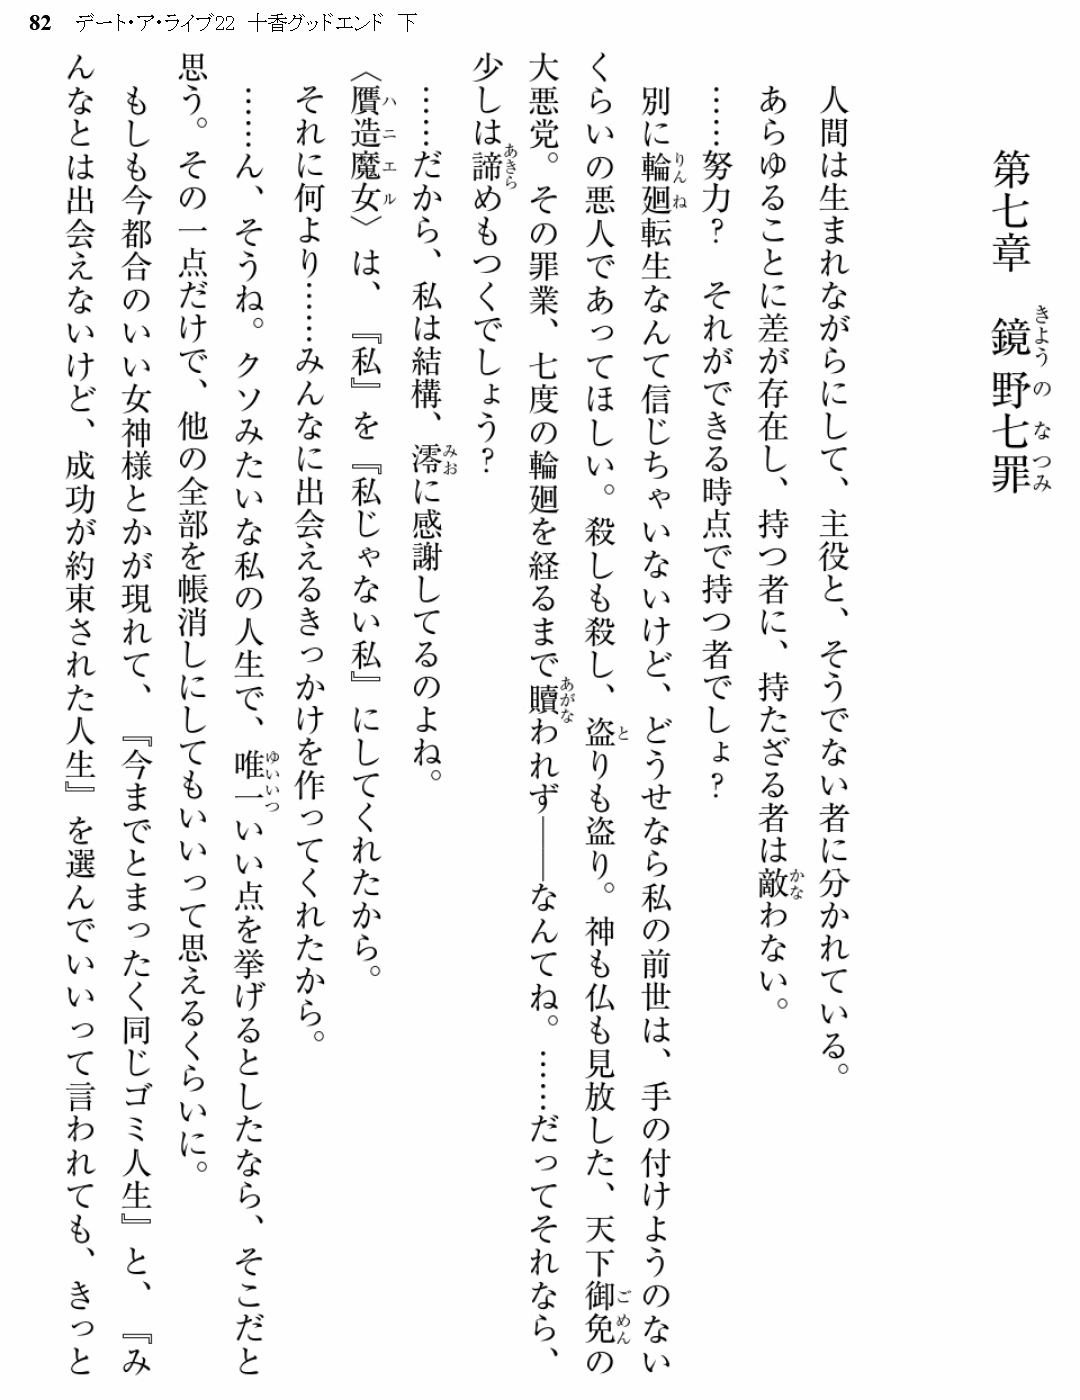 82　デート・ア・ライブ22　十香グッドエンド　下
第七章　鏡野七罪
人間は生まれながらにして、主役と、そうでない者に分かれている。
あらゆることに差が存在し、持つ者に、持たざる者は敵わない。
……努力？　それができる時点で持つ者でしょ？
別に輪廻転生なんて信じちゃいないけど、どうせなら私の前世は、手の付けようのない
くらいの悪人であってほしい。殺しも殺し、盗りも盗り。神も仏も見放した、天下御免の
大悪党。その罪業、七度の輪廻を経るまで贖われず――なんてね。……だってそれなら、
少しは諦めもつくでしょう？
……だから、私は結構、澪に感謝してるのよね。
〈贋造魔女〉は、『私』を『私じゃない私』にしてくれたから。
それに何より……みんなに出会えるきっかけを作ってくれたから。
……ん、そうね。クソみたいな私の人生で、唯一いい点を挙げるとしたなら、そこだと
思う。その一点だけで、他の全部を帳消しにしてもいいって思えるくらいに。
もしも今都合のいい女神様とかが現れて、『今までとまったく同じゴミ人生』と、『み
んなとは出会えないけど、成功が約束された人生』を選んでいいって言われても、きっと